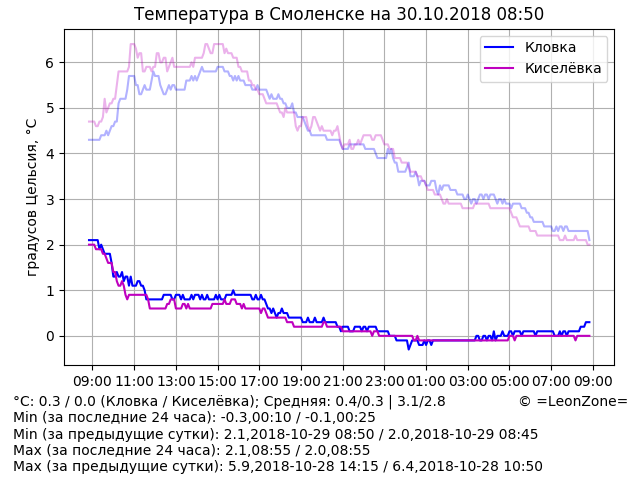 Температура в Смоленске на 30.10.2018 08:50
Кловка
Киселёвка
градусов Цельсия, °C
6
5
4
3
2
1
0
09:00 11:00 13:00 15:00 17:00 19:00 21:00 23:00 01:00 03:00 05:00 07:00 09:00
°C: 0.3 / 0.0 (Кловка / Киселёвка); Средняя: 0.4/0.3 | 3.1/2.8 © =LeonZone=
Min (за последние 24 часа): -0.3,00:10 / -0.1,00:25
Min (за предыдущие сутки): 2.1,2018-10-29 08:50 / 2.0,2018-10-29 08:45
Max (за последние 24 часа): 2.1,08:55 / 2.0,08:55
Max (за предыдущие сутки): 5.9,2018-10-28 14:15 / 6.4,2018-10-28 10:50